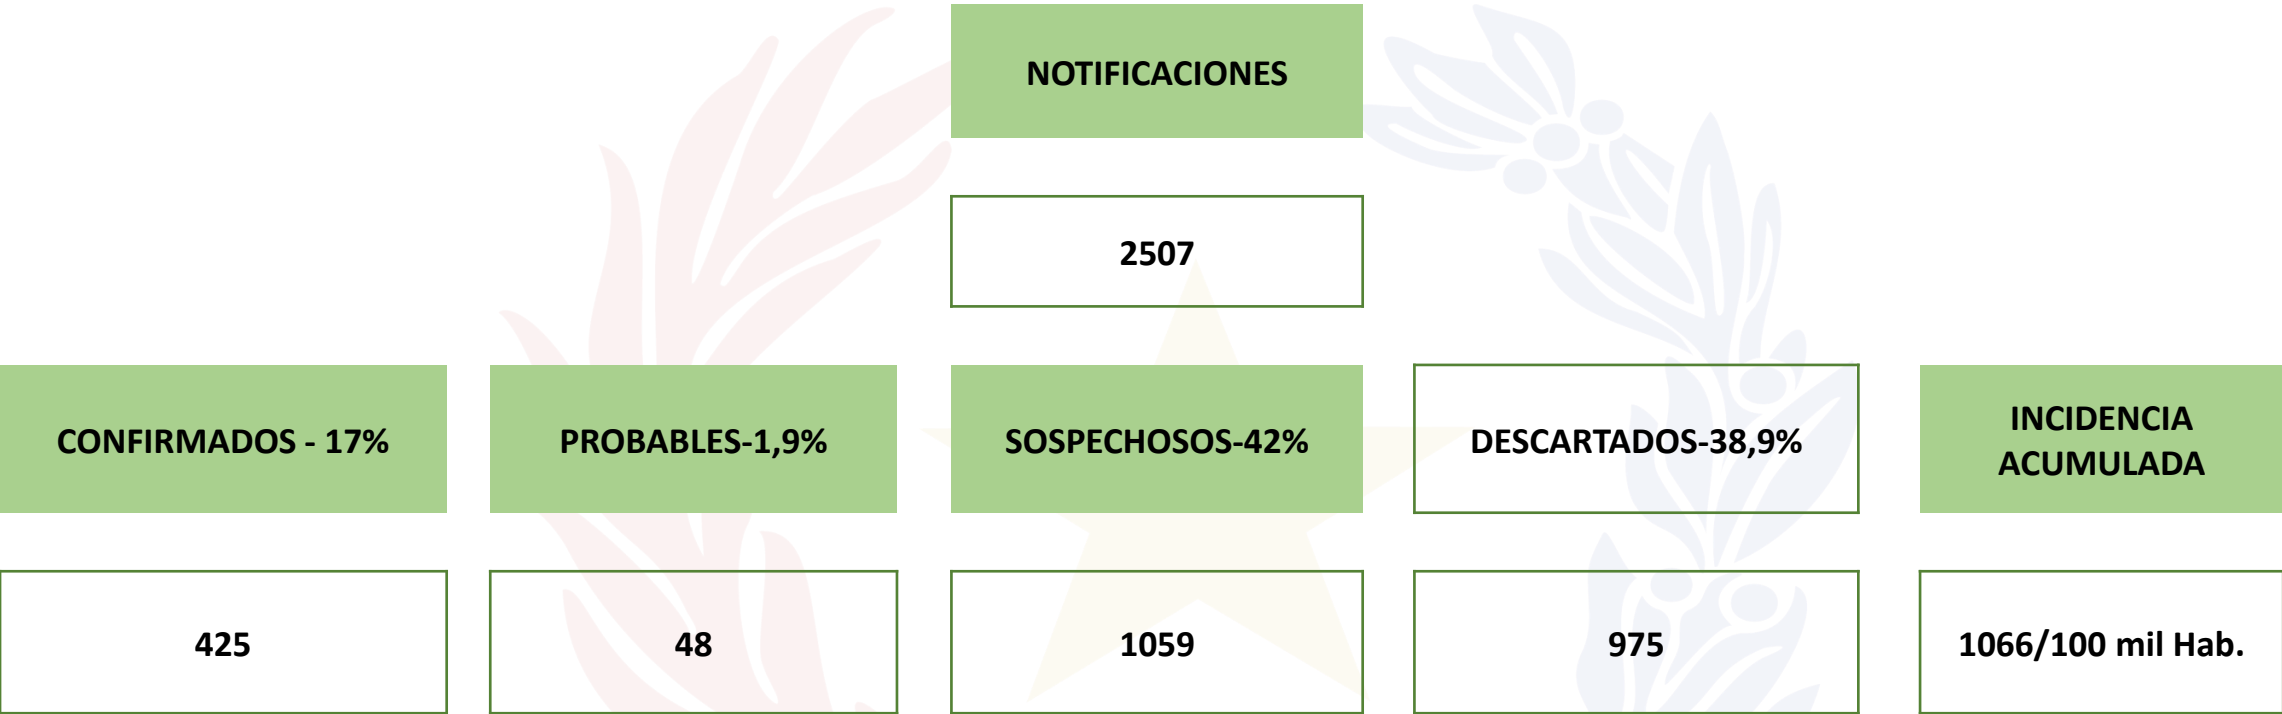 NOTIFICACIONES
2507
CONFIRMADOS - 17%
PROBABLES-1,9%
SOSPECHOSOS-42%
DESCARTADOS-38,9%
INCIDENCIA
ACUMULADA
425
48
1059
975
1066/100 mil Hab.